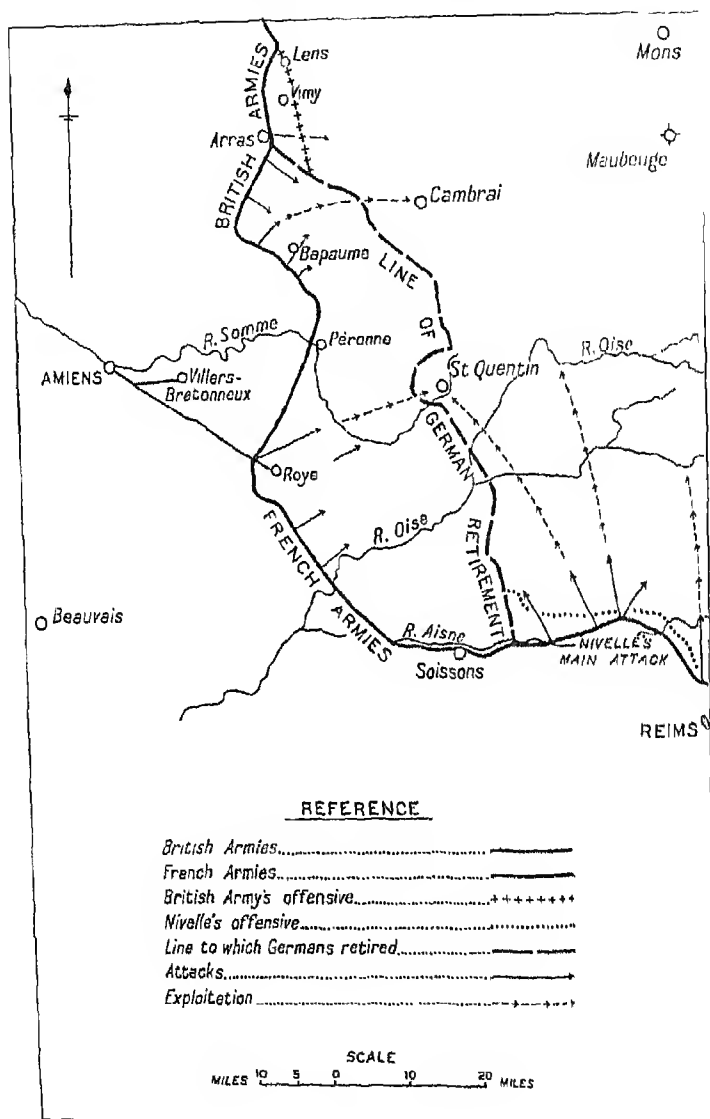 Lens
Mons
Vimy
BRITISH ARMIES
Arras
Maubeuge
Cambrai
Bapaume
LINE OF GERMAN RETIREMENT
R. Somme
Péronne
R. Oise
AMIENS
Villers-
Bretonneux
St Quentin
Roye
FRENCH ARMIES
R. Oise
Beauvais
R. Aisne
Soissons
NIVELLE'S
MAIN ATTACK
REIMS
REFERENCE
British Armies
French Armies
British Army's offensive
Nivelle's offensive
Line to which Germans retired
Attacks
Exploitation
SCALE
MILES 10 5 0 10 20 MILES